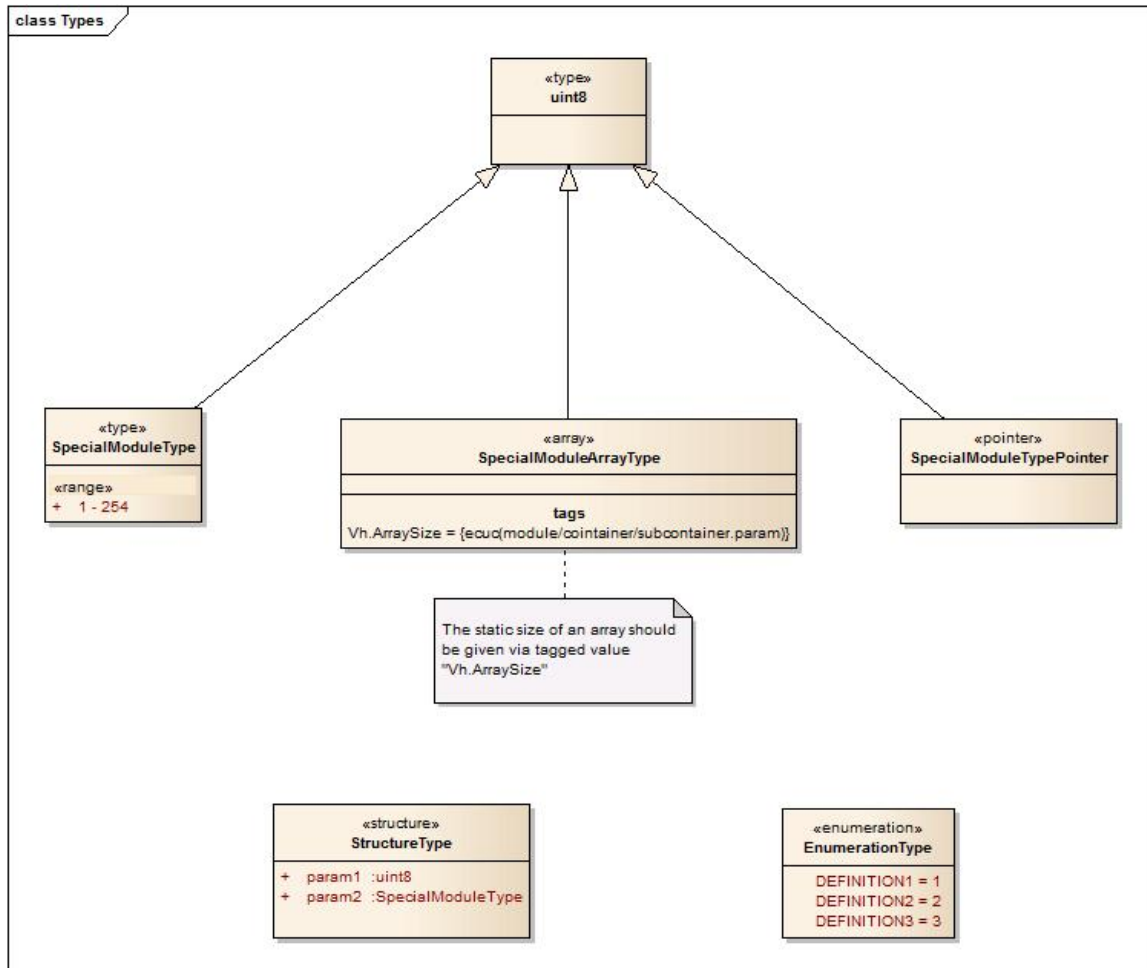 class Types
«type»
uint8
«type»
SpecialModuleType
«range»
+ 1 - 254
«array»
SpecialModuleArrayType
tags
Vh.ArraySize = {ecuc(module/cointainer/subcontainer.param)}
«pointer»
SpecialModuleTypePointer
The static size of an array should
be given via tagged value
"Vh.ArraySize"
«structure»
StructureType
+ param1 :uint8
+ param2 :SpecialModuleType
«enumeration»
EnumerationType
DEFINITION1 = 1
DEFINITION2 = 2
DEFINITION3 = 3